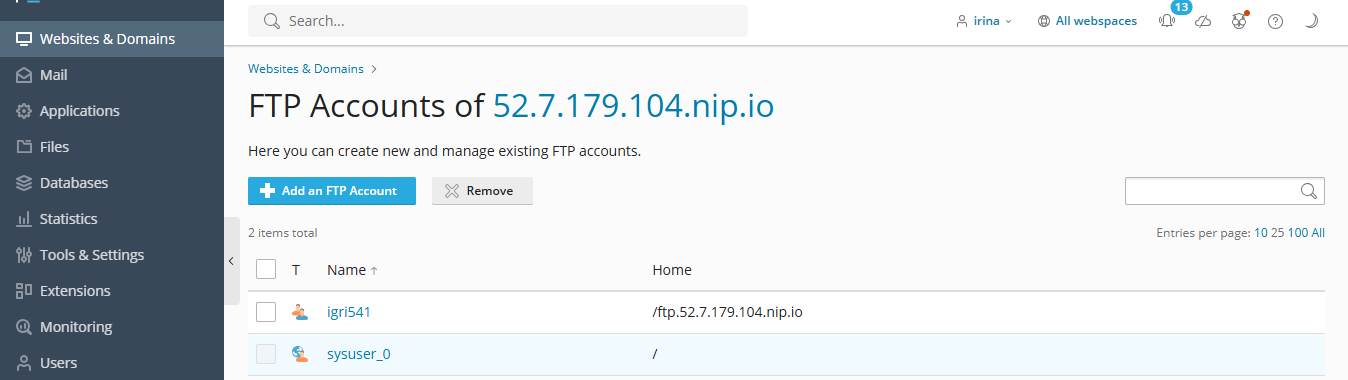 Search...
irina
All webspaces
13
Websites & Domains
Mail
Applications
Files
Databases
Statistics
Tools & Settings
Extensions
Monitoring
Users
Websites & Domains >
FTP Accounts of 52.7.179.104.nip.io
Here you can create new and manage existing FTP accounts.
Add an FTP Account
Remove
2 items total
Entries per page: 10 25 100 All
T Name ↑ Home
igri541 /ftp.52.7.179.104.nip.io
sysuser_0 /